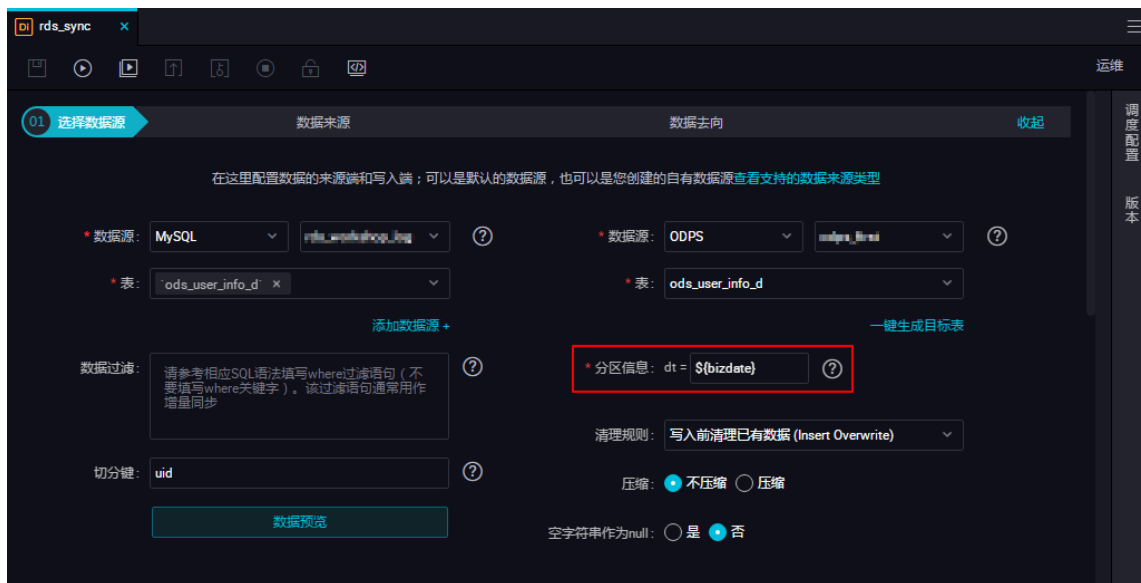 Di rds_sync ×
运维
01 选择数据源 数据来源 数据去向 收起
调度配置
版本
在这里配置数据的来源端和写入端；可以是默认的数据源，也可以是您创建的自有数据源查看支持的数据来源类型
* 数据源： MySQL ? * 数据源： ODPS ?
* 表： `ods_user_info_d` × * 表： ods_user_info_d
添加数据源 + 一键生成目标表
数据过滤： 请参考相应SQL语法填写where过滤语句（不
要填写where关键字）。该过滤语句通常用作
增量同步
?
* 分区信息： dt = ${bizdate} ?
清理规则： 写入前清理已有数据 (Insert Overwrite)
切分键： uid ?
压缩： 不压缩 压缩
数据预览
空字符串作为null： 是 否